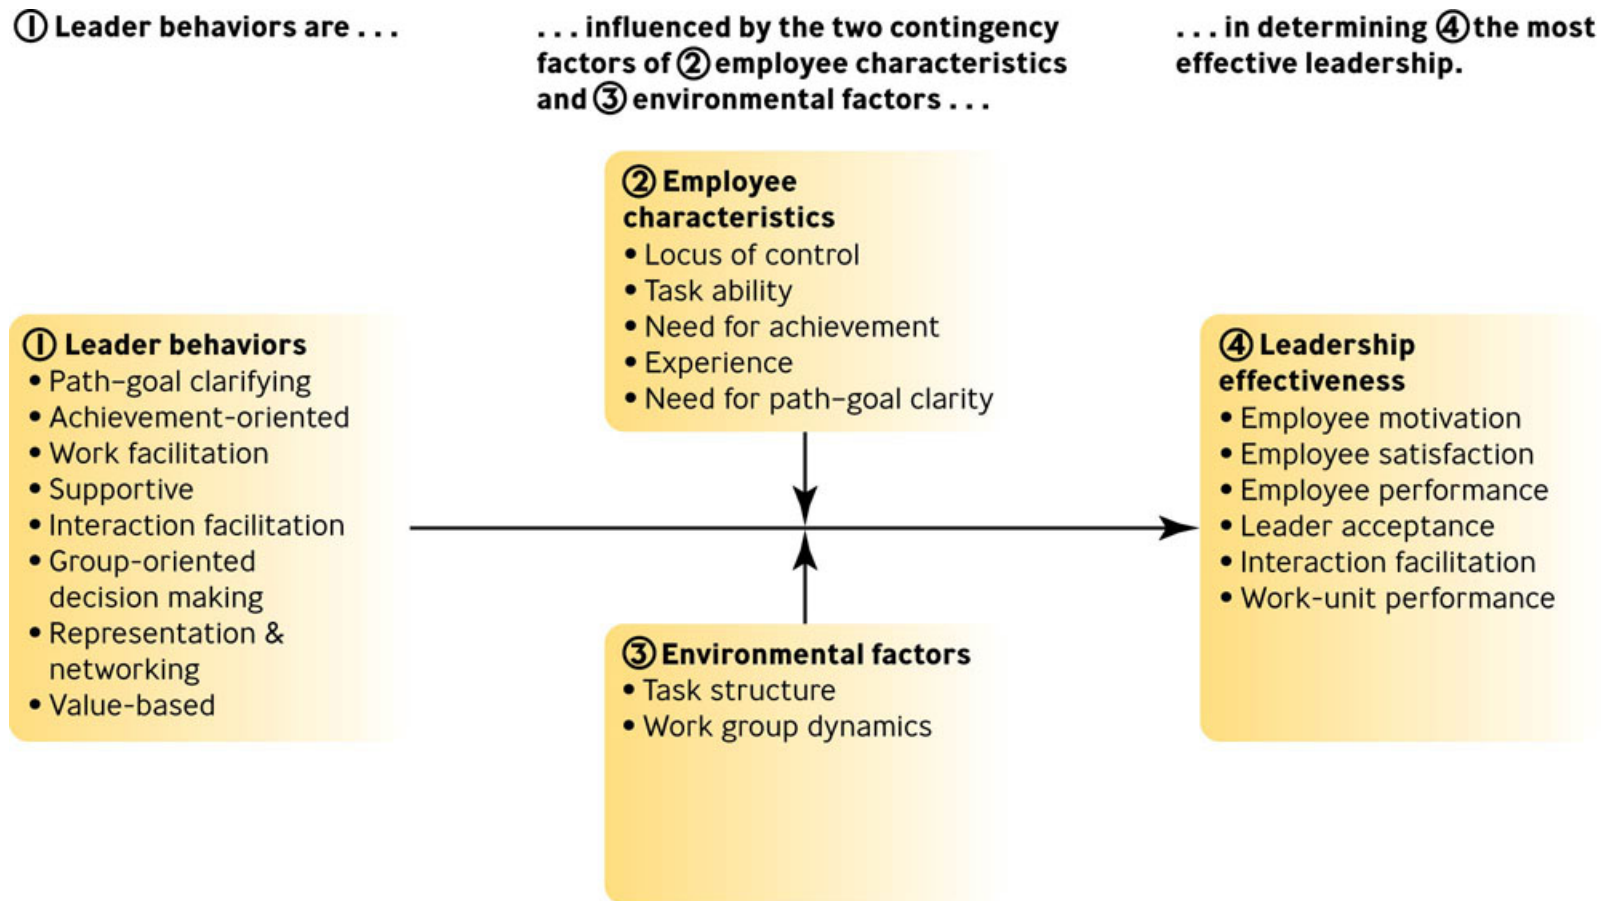 ① Leader behaviors are . . .
. . . influenced by the two contingency
factors of ② employee characteristics
and ③ environmental factors . . .
. . . in determining ④ the most
effective leadership.
② Employee
characteristics
• Locus of control
• Task ability
• Need for achievement
• Experience
• Need for path–goal clarity
① Leader behaviors
• Path–goal clarifying
• Achievement-oriented
• Work facilitation
• Supportive
• Interaction facilitation
• Group-oriented
decision making
• Representation &
networking
• Value-based
④ Leadership
effectiveness
• Employee motivation
• Employee satisfaction
• Employee performance
• Leader acceptance
• Interaction facilitation
• Work-unit performance
③ Environmental factors
• Task structure
• Work group dynamics